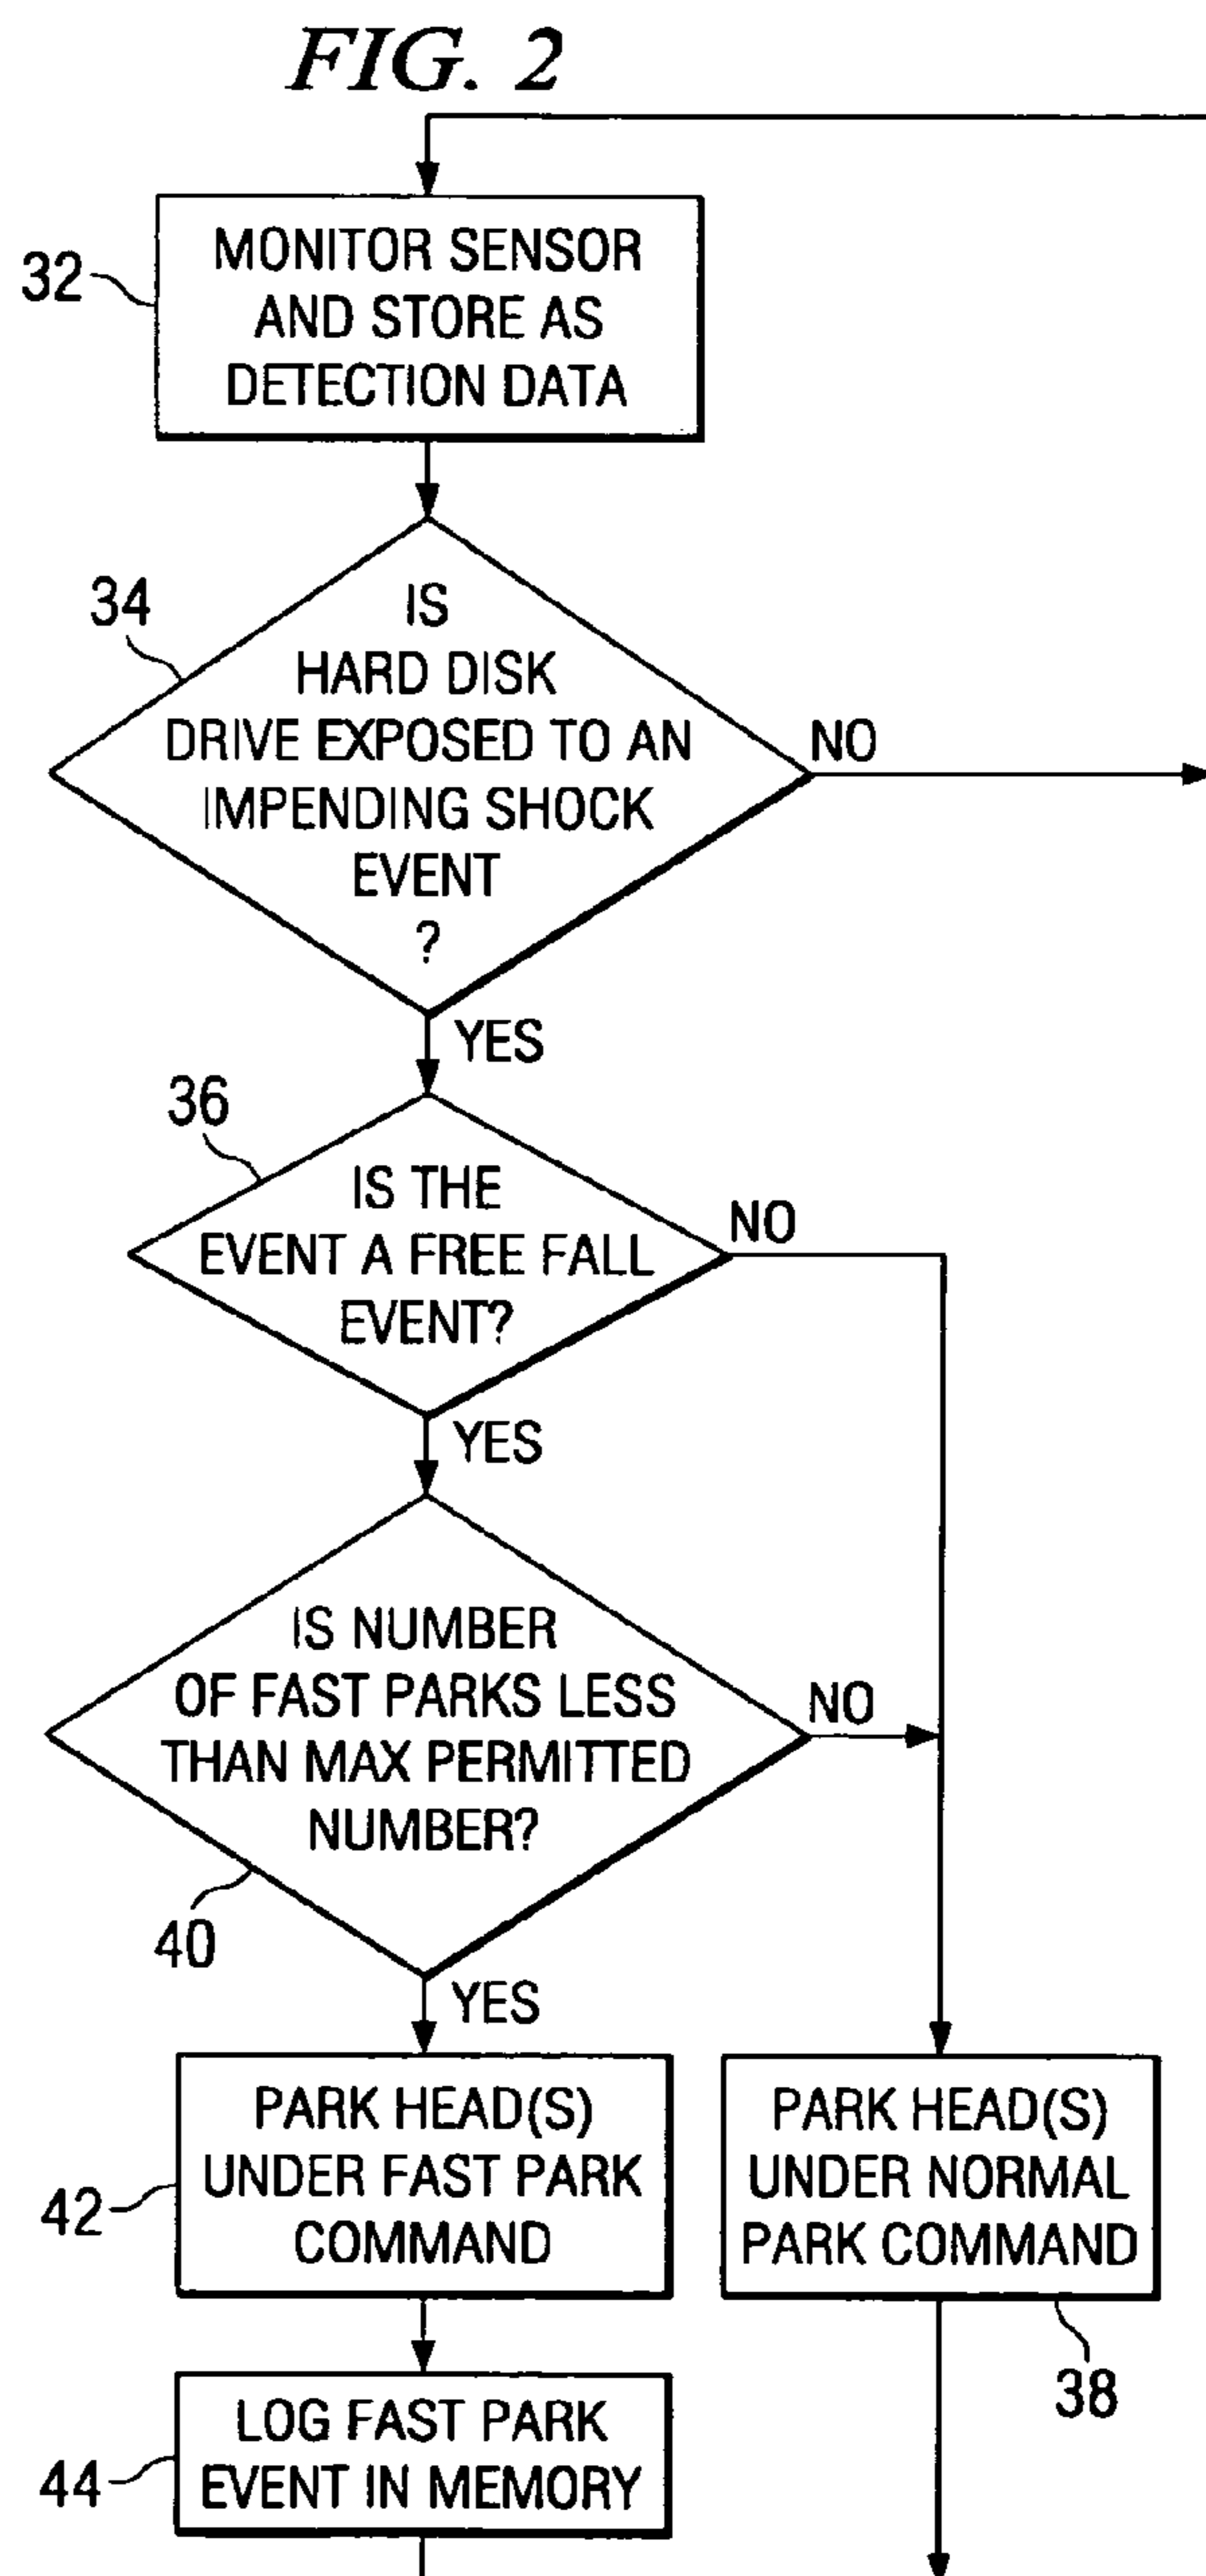 FIG. 2
32
MONITOR SENSOR
AND STORE AS
DETECTION DATA
34
IS
HARD DISK
DRIVE EXPOSED TO AN
IMPENDING SHOCK
EVENT
?
NO
YES
36
IS THE
EVENT A FREE FALL
EVENT?
NO
YES
IS NUMBER
OF FAST PARKS LESS
THAN MAX PERMITTED
NUMBER?
NO
40
YES
PARK HEAD(S)
UNDER FAST PARK
COMMAND
42
PARK HEAD(S)
UNDER NORMAL
PARK COMMAND
38
LOG FAST PARK
EVENT IN MEMORY
44